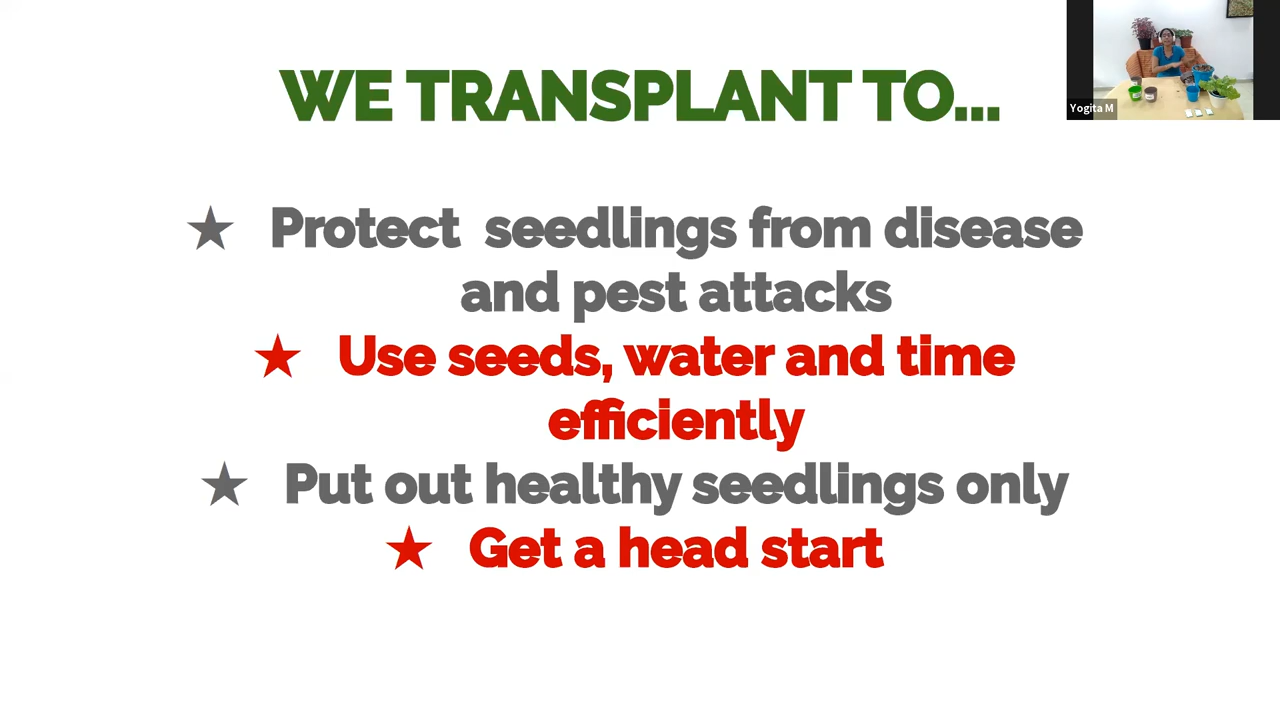 WE TRANSPLANT TO...
Yogita M
★ Protect seedlings from disease
and pest attacks
★ Use seeds, water and time
efficiently
★ Put out healthy seedlings only
★ Get a head start